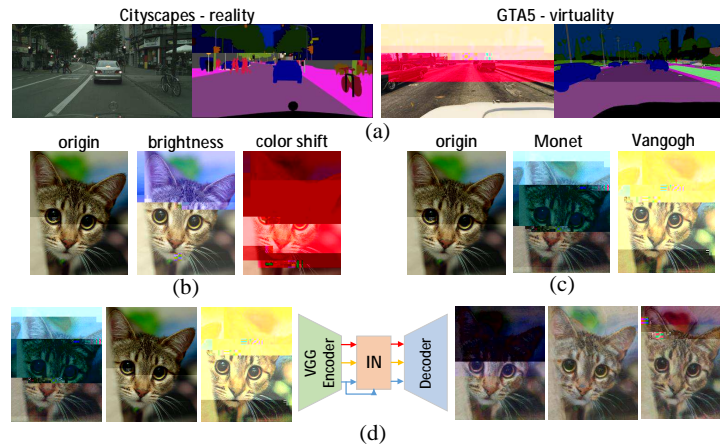 Cityscapes - reality
GTA5 - virtuality
(a)
origin
brightness
color shift
origin
Monet
Vangogh
(b)
(c)
VGG
Encoder
IN
Decoder
(d)